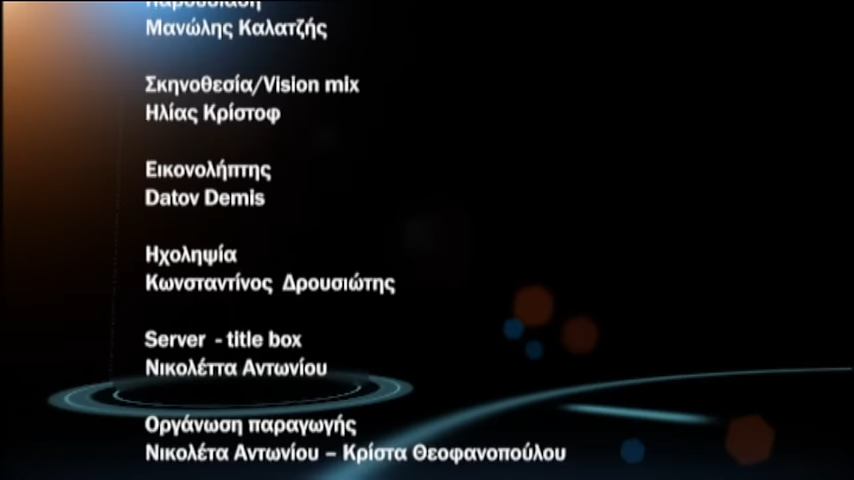 Παρουσίαση
Μανώλης Καλατζής
Σκηνοθεσία/Vision mix
Ηλίας Κρίστοφ
Εικονολήπτης
Datov Demis
Ηχοληψία
Κωνσταντίνος Δρουσιώτης
Server - title box
Νικολέττα Αντωνίου
Οργάνωση παραγωγής
Νικολέτα Αντωνίου – Κρίστα Θεοφανοπούλου